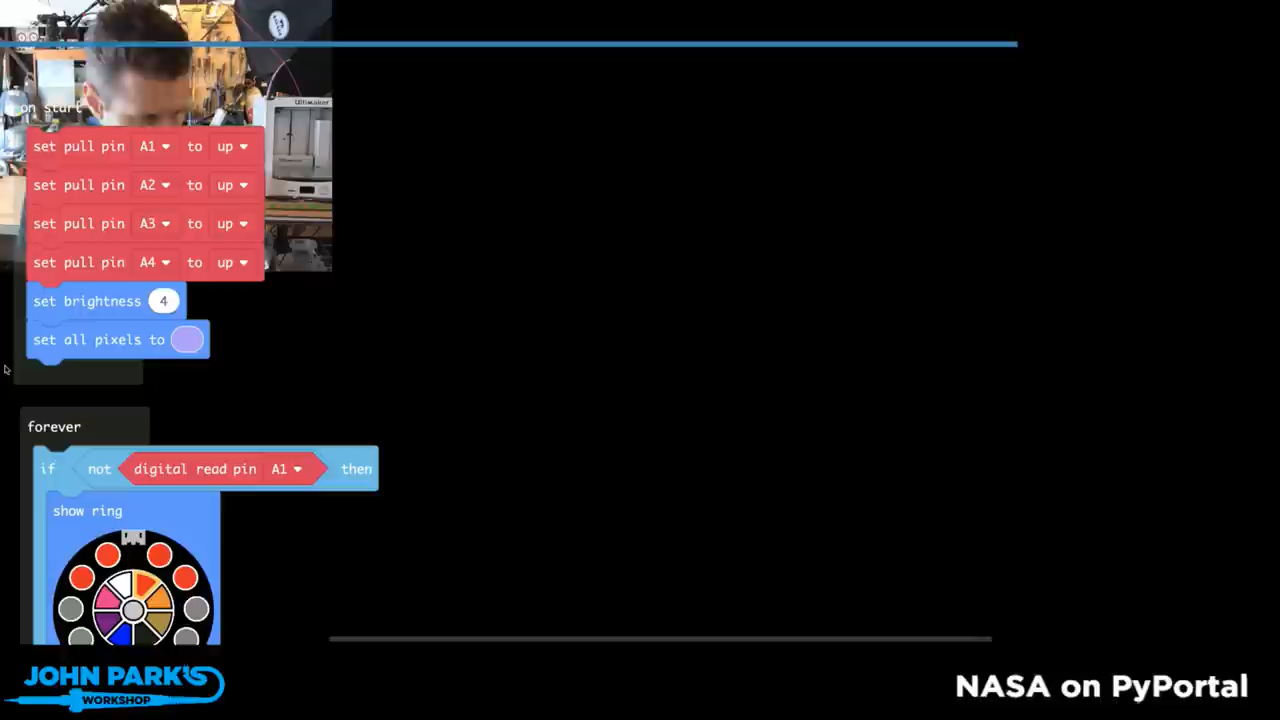 Ultimaker
on start
set pull pin A1 to up
set pull pin A2 to up
set pull pin A3 to up
set pull pin A4 to up
set brightness 4
set all pixels to
forever
if not digital read pin A1 then
show ring
JOHN PARK'S
WORKSHOP
NASA on PyPortal